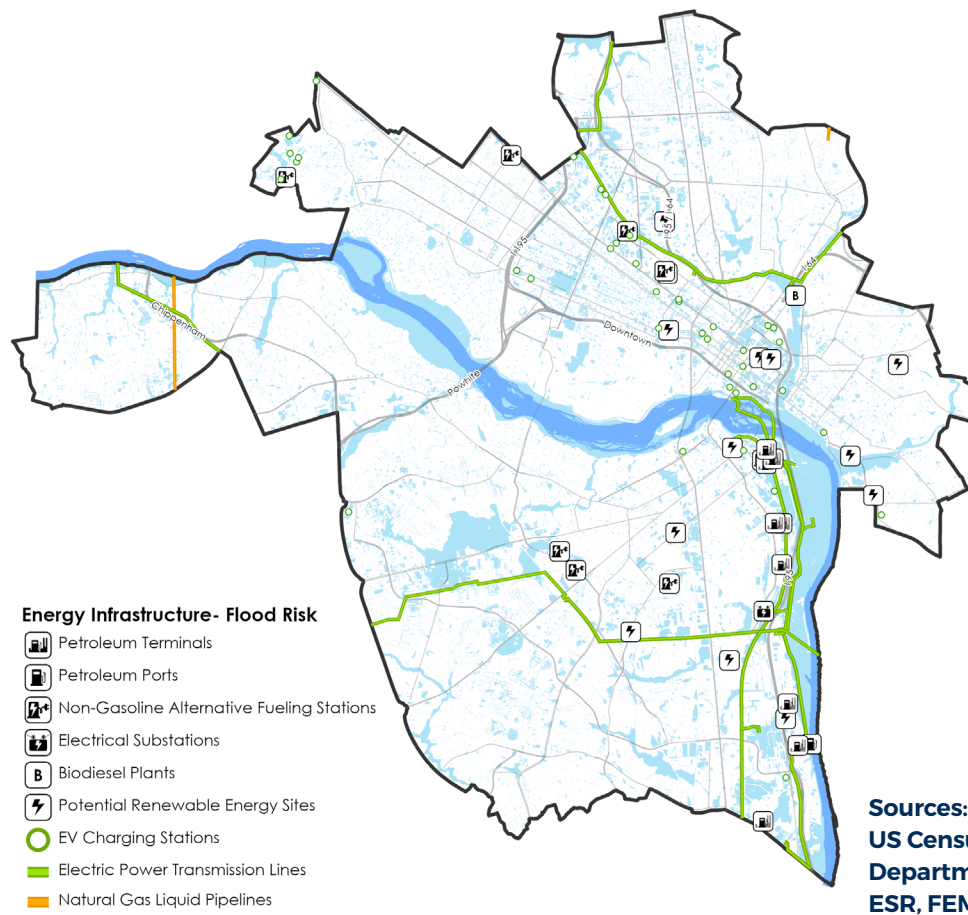 I-95
I-95 / I-64
I-64
B
Chippenham
Downtown
Powhite
I-95
Energy Infrastructure- Flood Risk
Petroleum Terminals
Petroleum Ports
Non-Gasoline Alternative Fueling Stations
Electrical Substations
B Biodiesel Plants
Potential Renewable Energy Sites
EV Charging Stations
Electric Power Transmission Lines
Natural Gas Liquid Pipelines
Sources:
US Censu
Departm
ESR, FEM